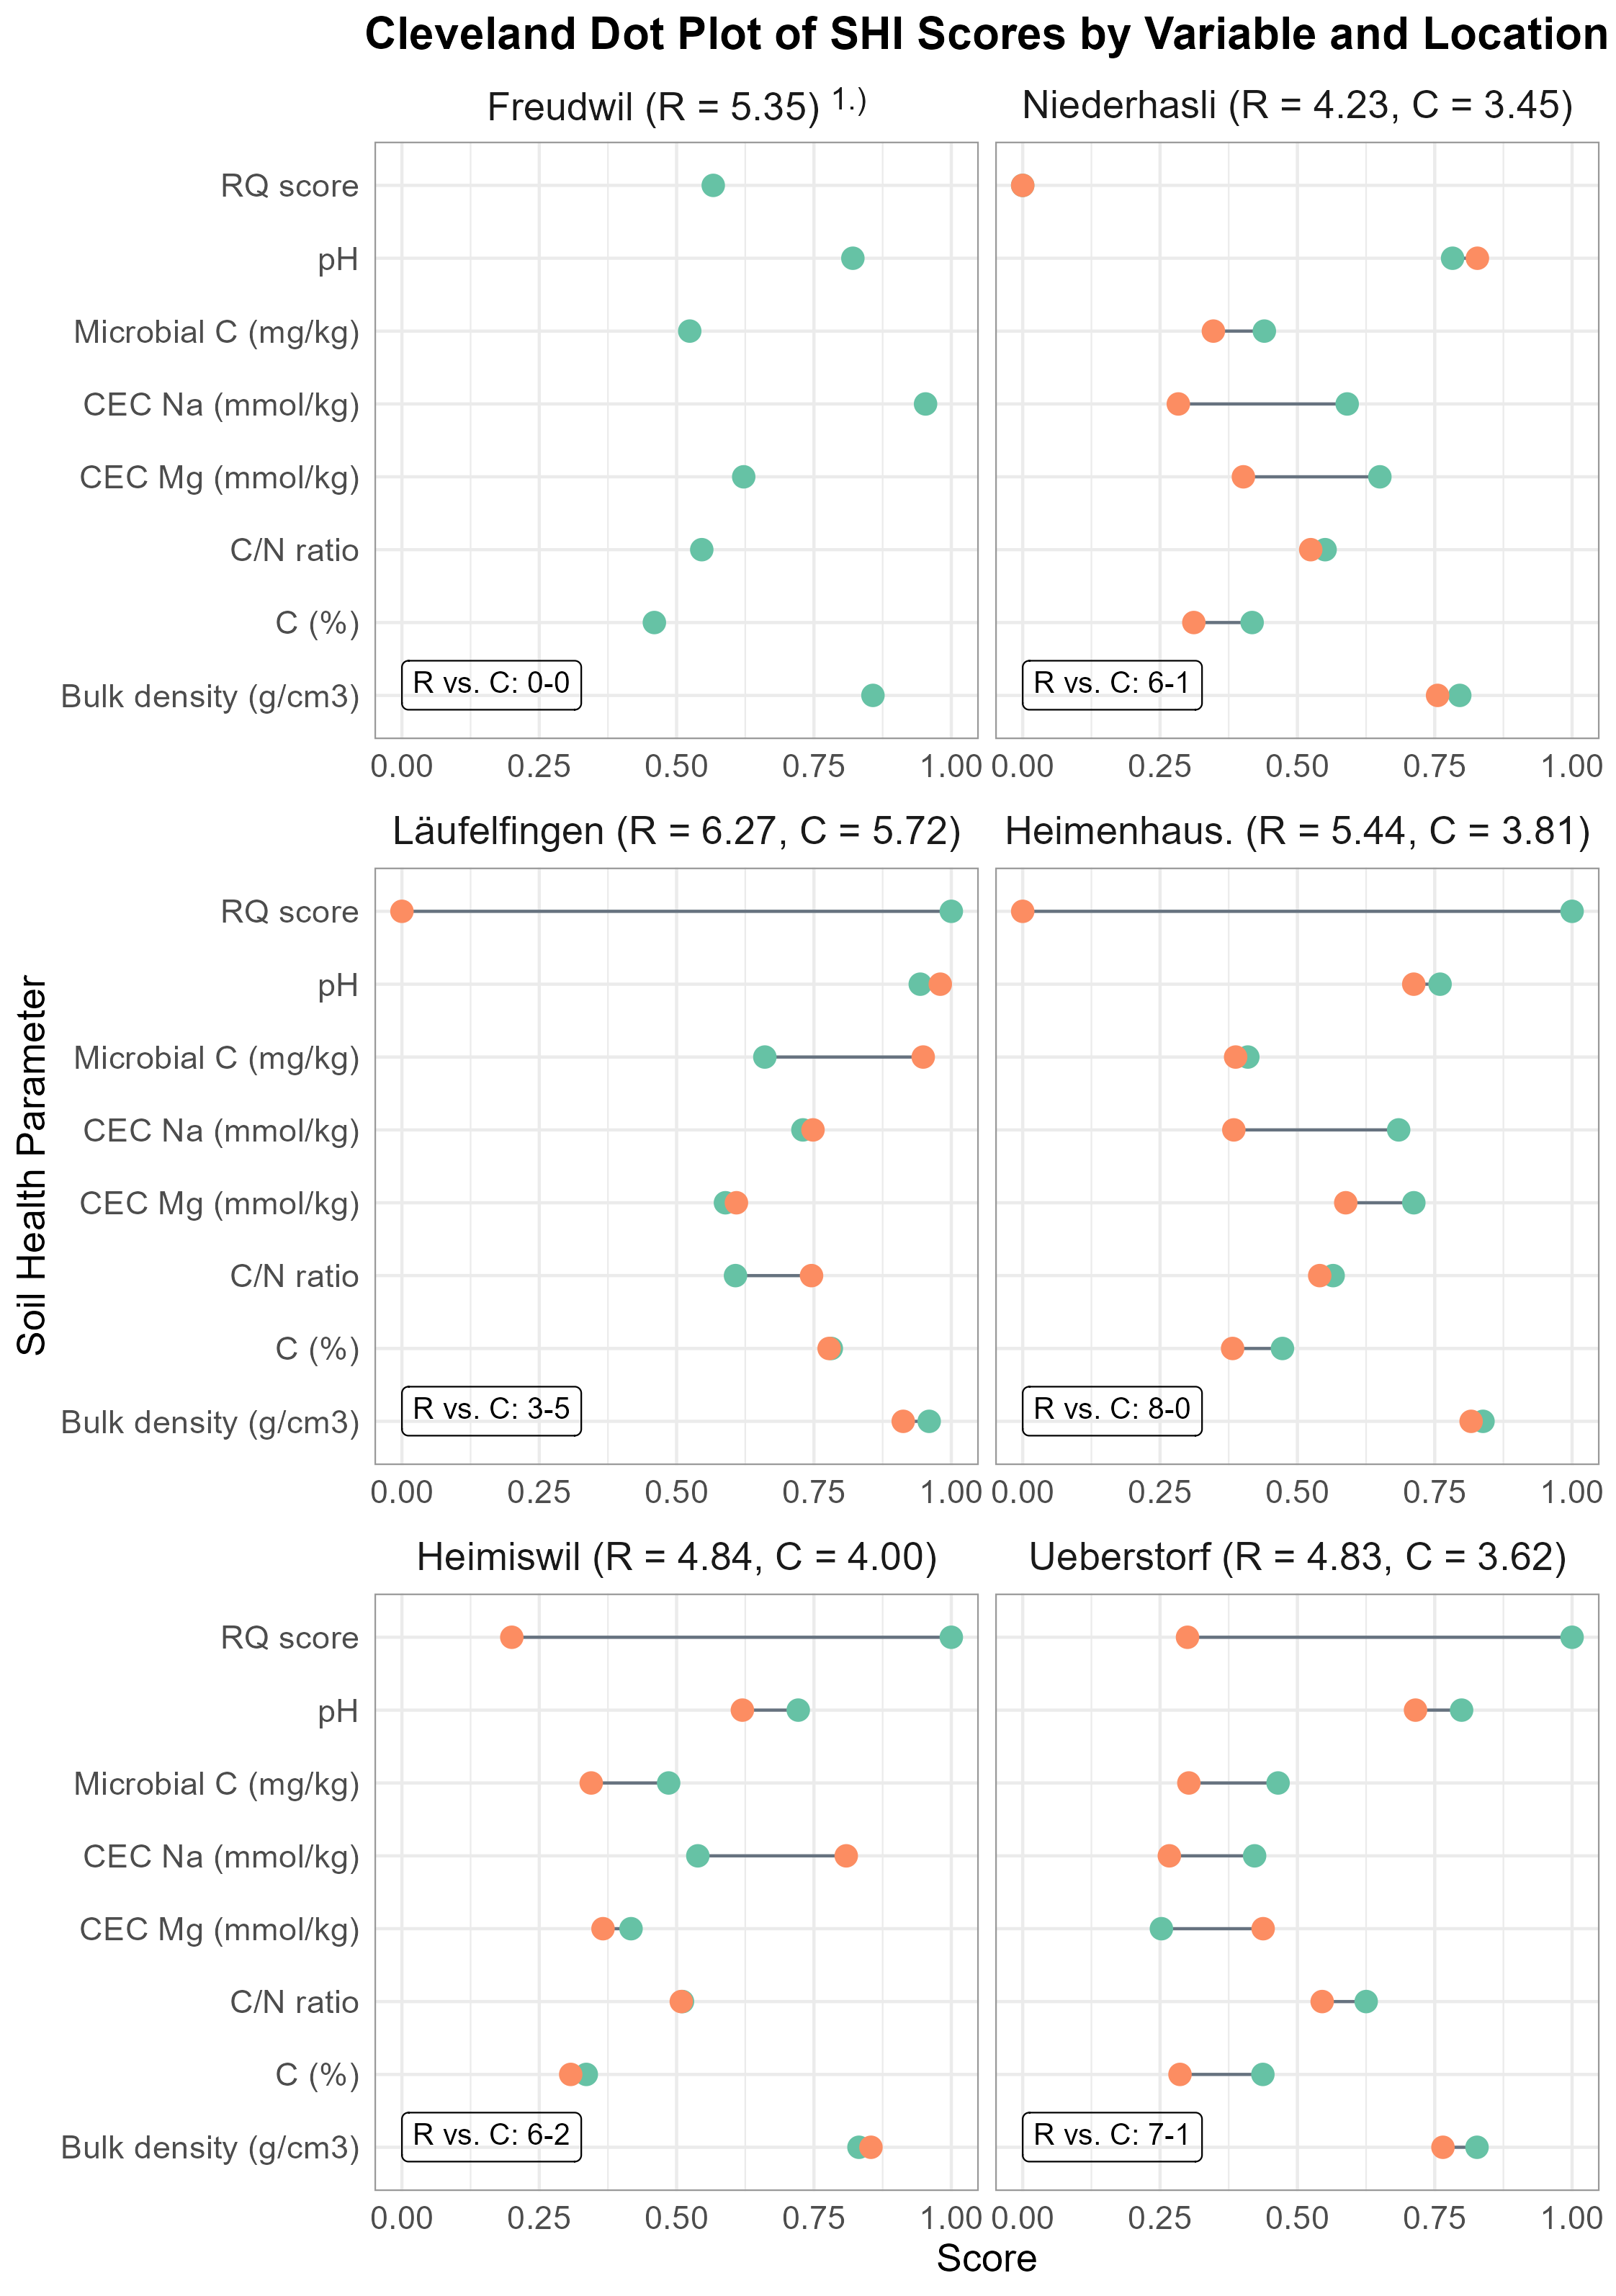 Cleveland Dot Plot of SHI Scores by Variable and Location
Freudwil (R = 5.35) 1.)
Niederhasli (R = 4.23, C = 3.45)
RQ score
pH
Microbial C (mg/kg)
CEC Na (mmol/kg)
CEC Mg (mmol/kg)
C/N ratio
C (%)
Bulk density (g/cm3)
R vs. C: 0-0
R vs. C: 6-1
0.00 0.25 0.50 0.75 1.00
0.00 0.25 0.50 0.75 1.00
Läufelfingen (R = 6.27, C = 5.72)
Heimenhaus. (R = 5.44, C = 3.81)
RQ score
pH
Microbial C (mg/kg)
CEC Na (mmol/kg)
CEC Mg (mmol/kg)
C/N ratio
C (%)
Bulk density (g/cm3)
R vs. C: 3-5
R vs. C: 8-0
0.00 0.25 0.50 0.75 1.00
0.00 0.25 0.50 0.75 1.00
Soil Health Parameter
Heimiswil (R = 4.84, C = 4.00)
Ueberstorf (R = 4.83, C = 3.62)
RQ score
pH
Microbial C (mg/kg)
CEC Na (mmol/kg)
CEC Mg (mmol/kg)
C/N ratio
C (%)
Bulk density (g/cm3)
R vs. C: 6-2
R vs. C: 7-1
0.00 0.25 0.50 0.75 1.00
0.00 0.25 0.50 0.75 1.00
Score